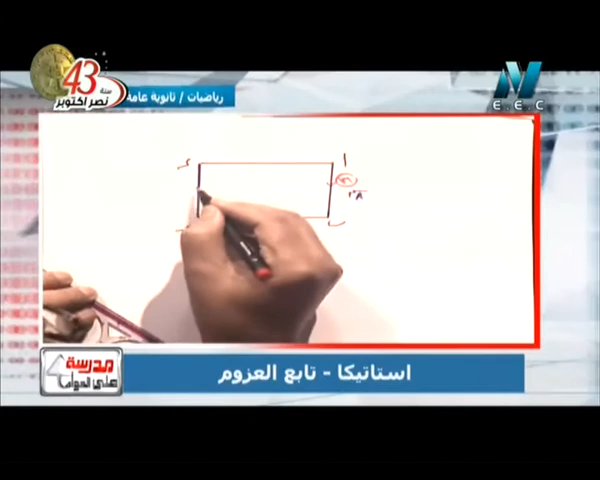 43 سنة
نصر اكتوبر
رياضيات / ثانوية عامة
E.E.C
أ
ء
ب
استاتيكا - تابع العزوم
مدرسة
على الهواء